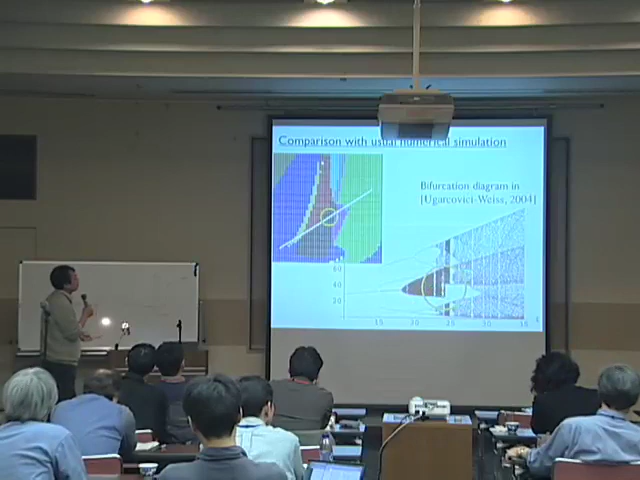 Comparison with usual numerical simulation
Bifurcation diagram in
[Ugarcovici-Weiss, 2004]
60
40
20
15
20
25
30
35